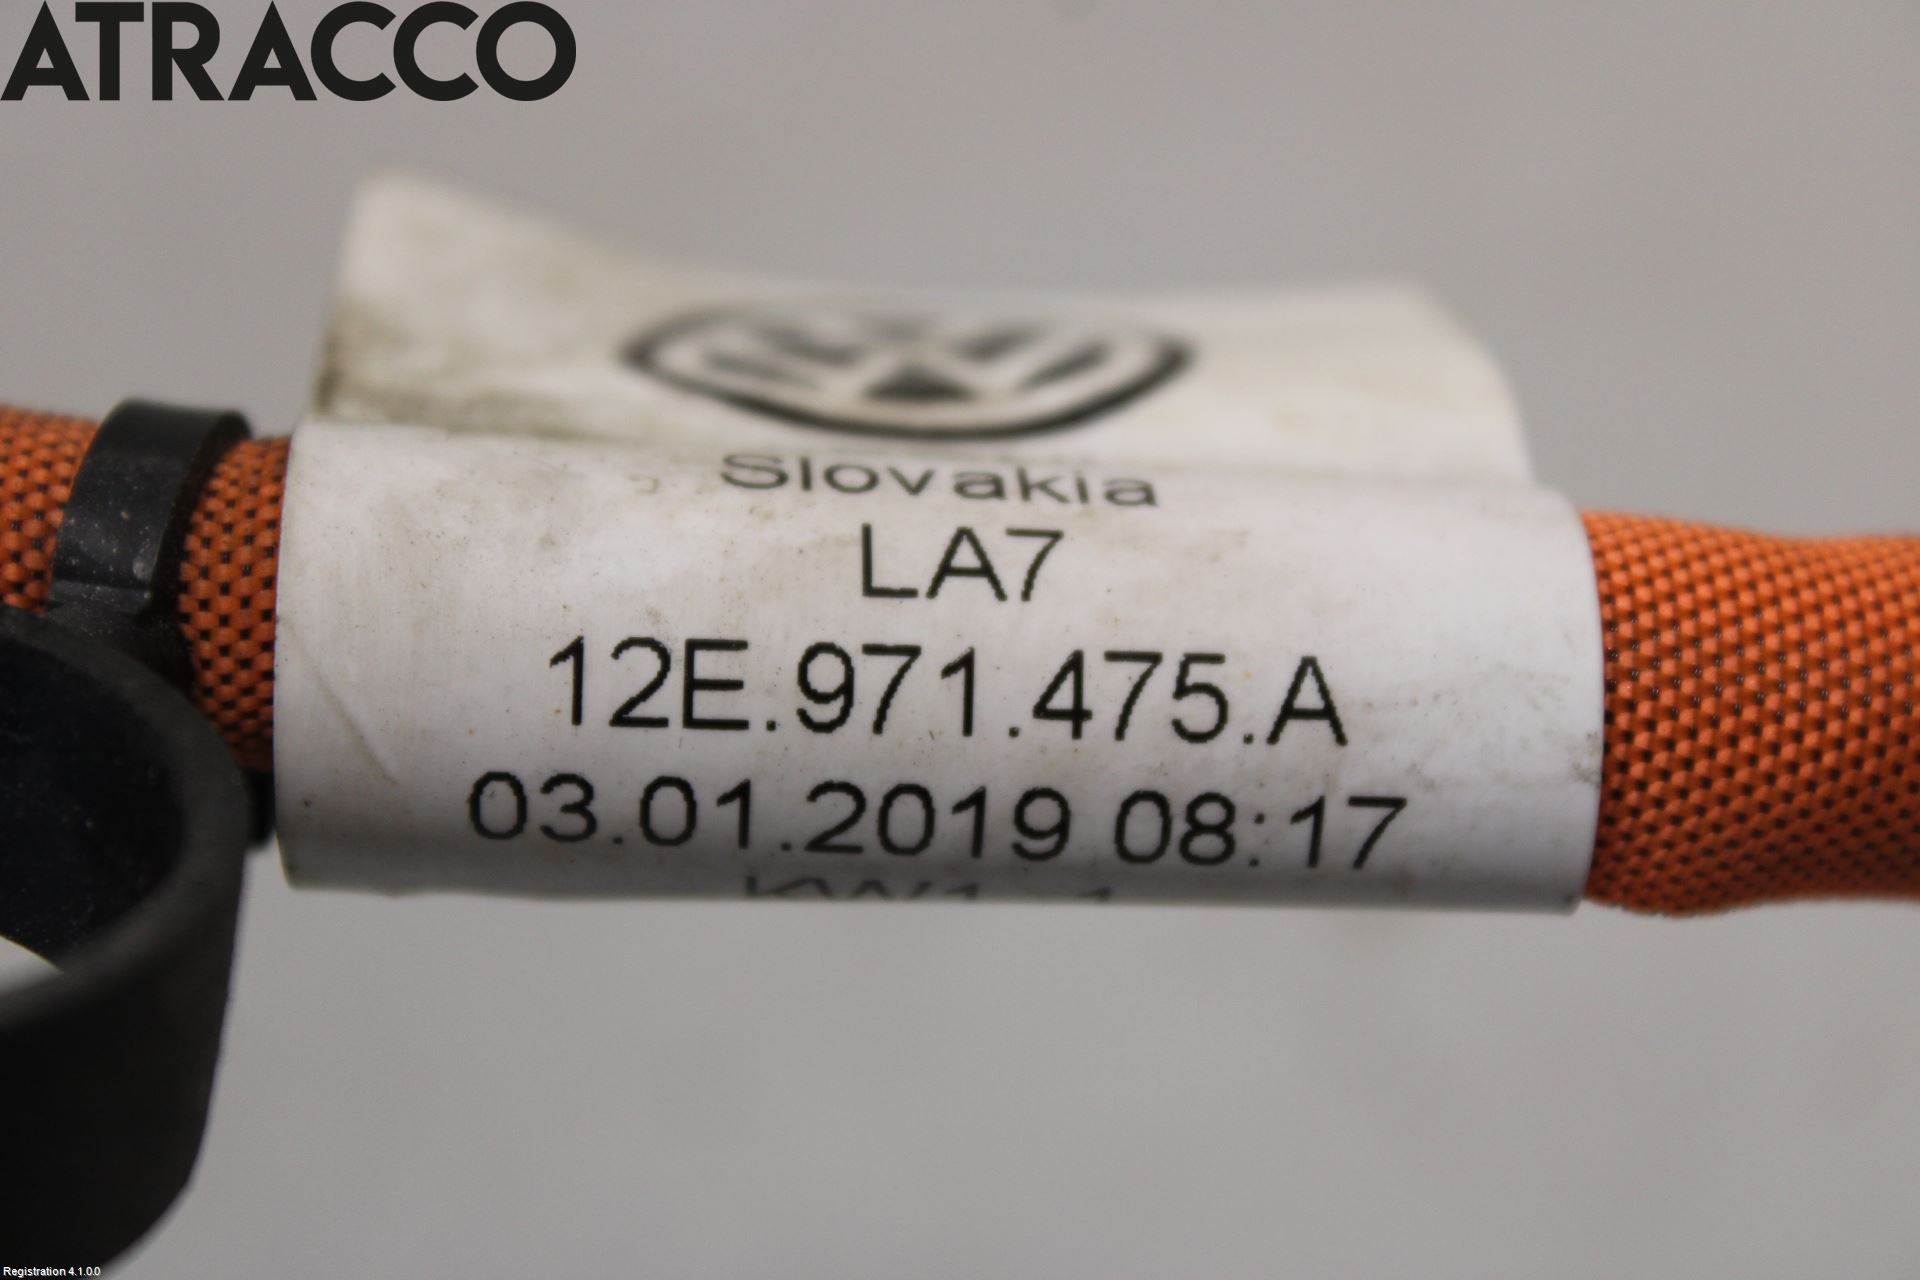 ATRACCO
Slovakia
LA7
12E.971.475.A
03.01.2019 08:17
Registration 4.1.0.0